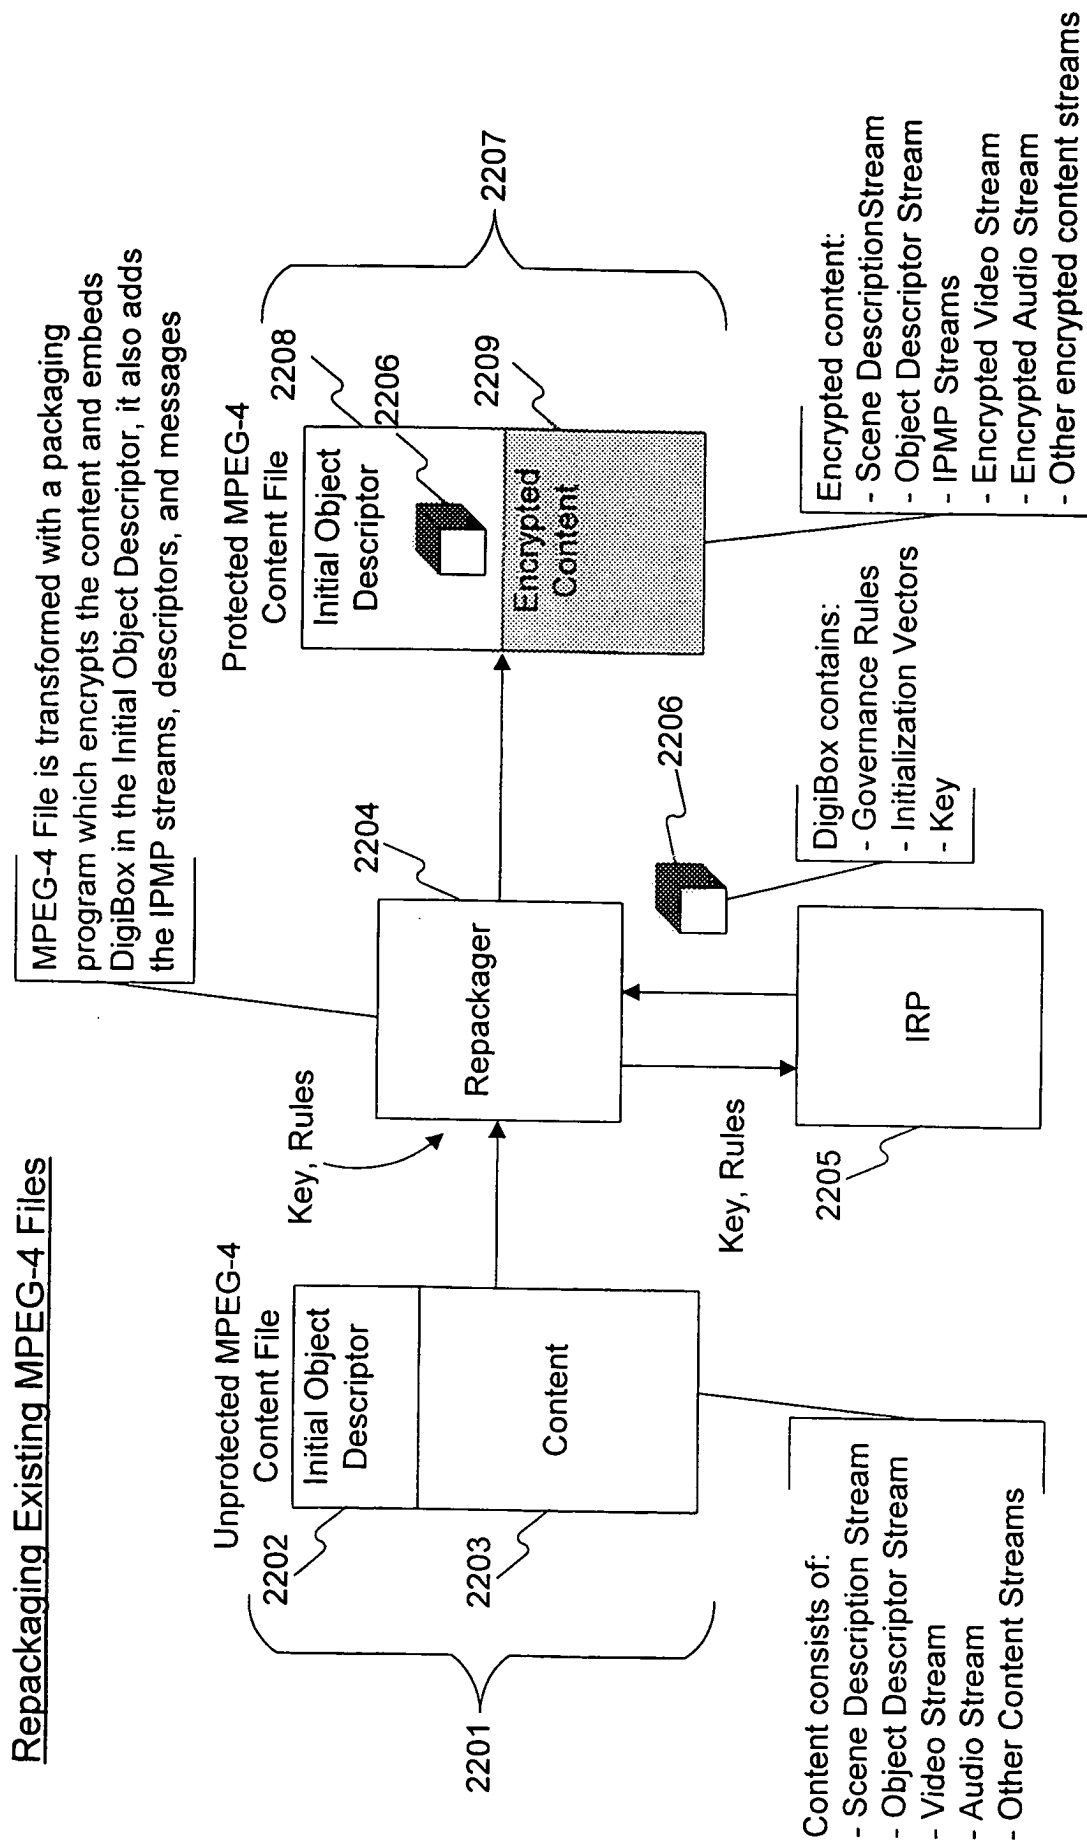 Repackaging Existing MPEG-4 Files
MPEG-4 File is transformed with a packaging
program which encrypts the content and embeds
DigiBox in the Initial Object Descriptor, it also adds
the IPMP streams, descriptors, and messages
Unprotected MPEG-4
Content File
2202
Initial Object
Descriptor
2203
Content
2201
Content consists of:
- Scene Description Stream
- Object Descriptor Stream
- Video Stream
- Audio Stream
- Other Content Streams
Key, Rules
2204
Repackager
Key, Rules
2205
IRP
2206
DigiBox contains:
- Governance Rules
- Initialization Vectors
- Key
Protected MPEG-4
Content File
2208
Initial Object
Descriptor
2206
2209
Encrypted
Content
2207
Encrypted content:
- Scene DescriptionStream
- Object Descriptor Stream
- IPMP Streams
- Encrypted Video Stream
- Encrypted Audio Stream
- Other encrypted content streams